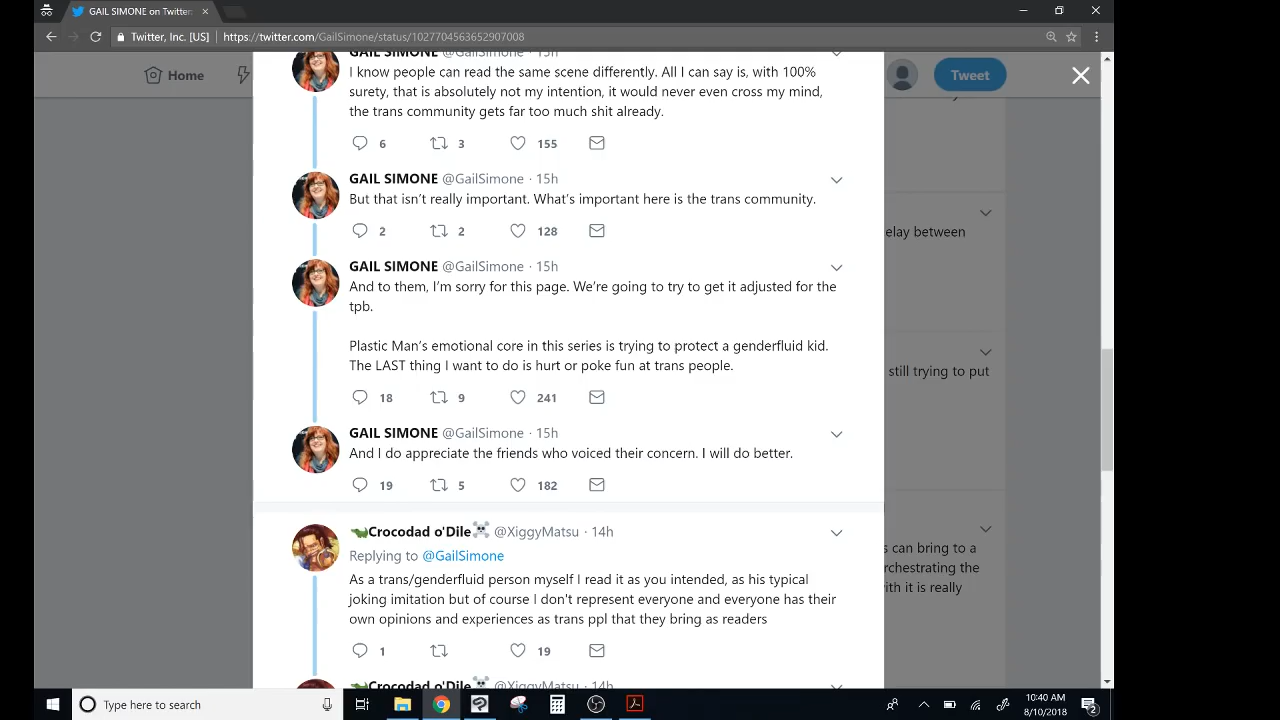 GAIL SIMONE on Twitter:
Twitter, Inc. [US]
https://twitter.com/GailSimone/status/1027704563652907008
Home
Tweet
GAIL SIMONE @GailSimone · 15h
I know people can read the same scene differently. All I can say is, with 100%
surety, that is absolutely not my intention, it would never even cross my mind,
the trans community gets far too much shit already.
6 3 155
GAIL SIMONE @GailSimone · 15h
But that isn't really important. What's important here is the trans community.
2 2 128
GAIL SIMONE @GailSimone · 15h
And to them, I'm sorry for this page. We're going to try to get it adjusted for the
tpb.
Plastic Man's emotional core in this series is trying to protect a genderfluid kid.
The LAST thing I want to do is hurt or poke fun at trans people.
18 9 241
GAIL SIMONE @GailSimone · 15h
And I do appreciate the friends who voiced their concern. I will do better.
19 5 182
Crocodad o'Dile @XiggyMatsu · 14h
Replying to @GailSimone
As a trans/genderfluid person myself I read it as you intended, as his typical
joking imitation but of course I don't represent everyone and everyone has their
own opinions and experiences as trans ppl that they bring as readers
1 19
Crocodad o'Dile @XiggyMatsu · 14h
elay between
still trying to put
s can bring to a
rchestrating the
ith it is really
Type here to search
10:40 AM
8/10/2018
2